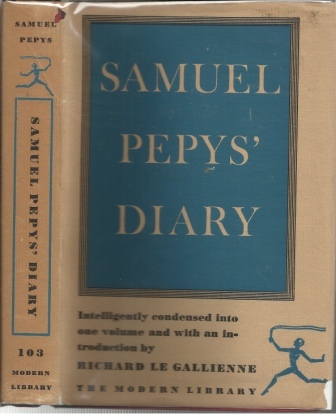 SAMUEL
PEPYS
SAMUEL PEPYS' DIARY
103
MODERN
LIBRARY
SAMUEL
PEPYS'
DIARY
Intelligently condensed into
one volume and with an in-
troduction by
RICHARD LE GALLIENNE
THE MODERN LIBRARY